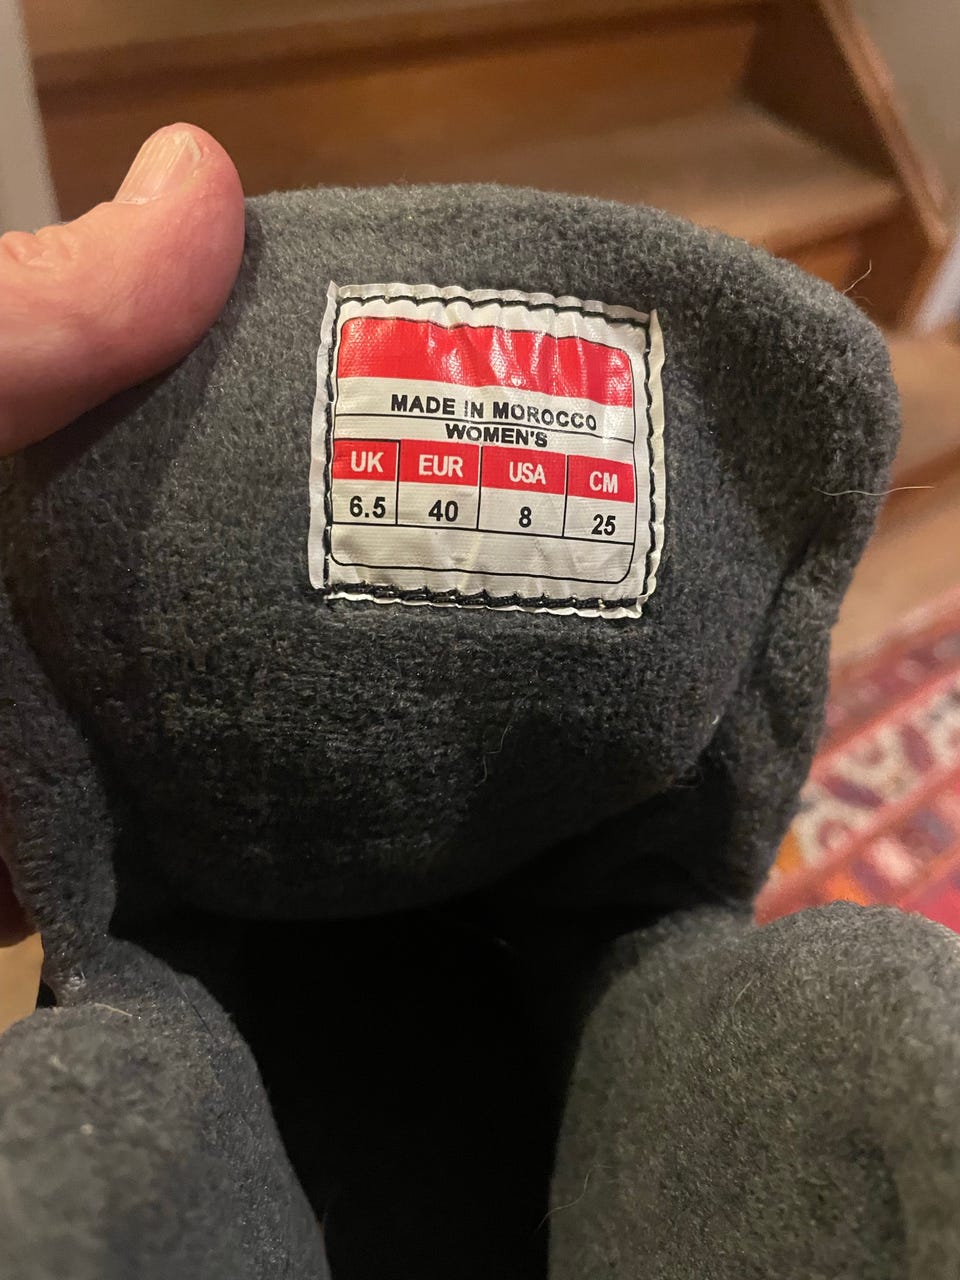 MADE IN MOROCCO
WOMEN'S
UK EUR USA CM
6.5 40 8 25